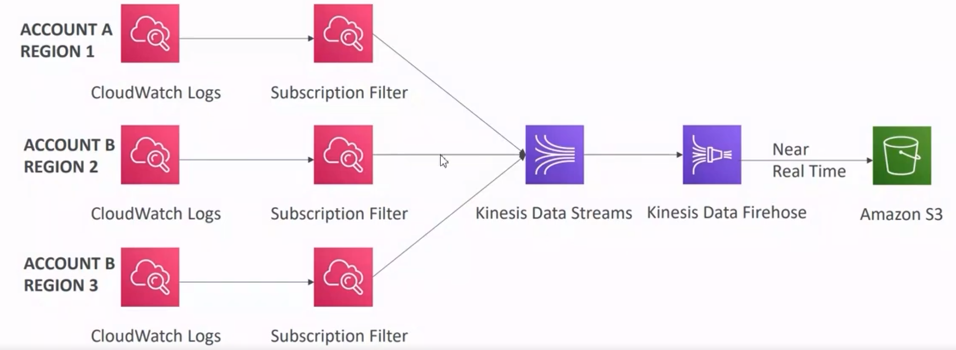 ACCOUNT A
REGION 1
CloudWatch Logs
Subscription Filter
ACCOUNT B
REGION 2
Near
Real Time
CloudWatch Logs
Subscription Filter
Kinesis Data Streams
Kinesis Data Firehose
Amazon S3
ACCOUNT B
REGION 3
CloudWatch Logs
Subscription Filter